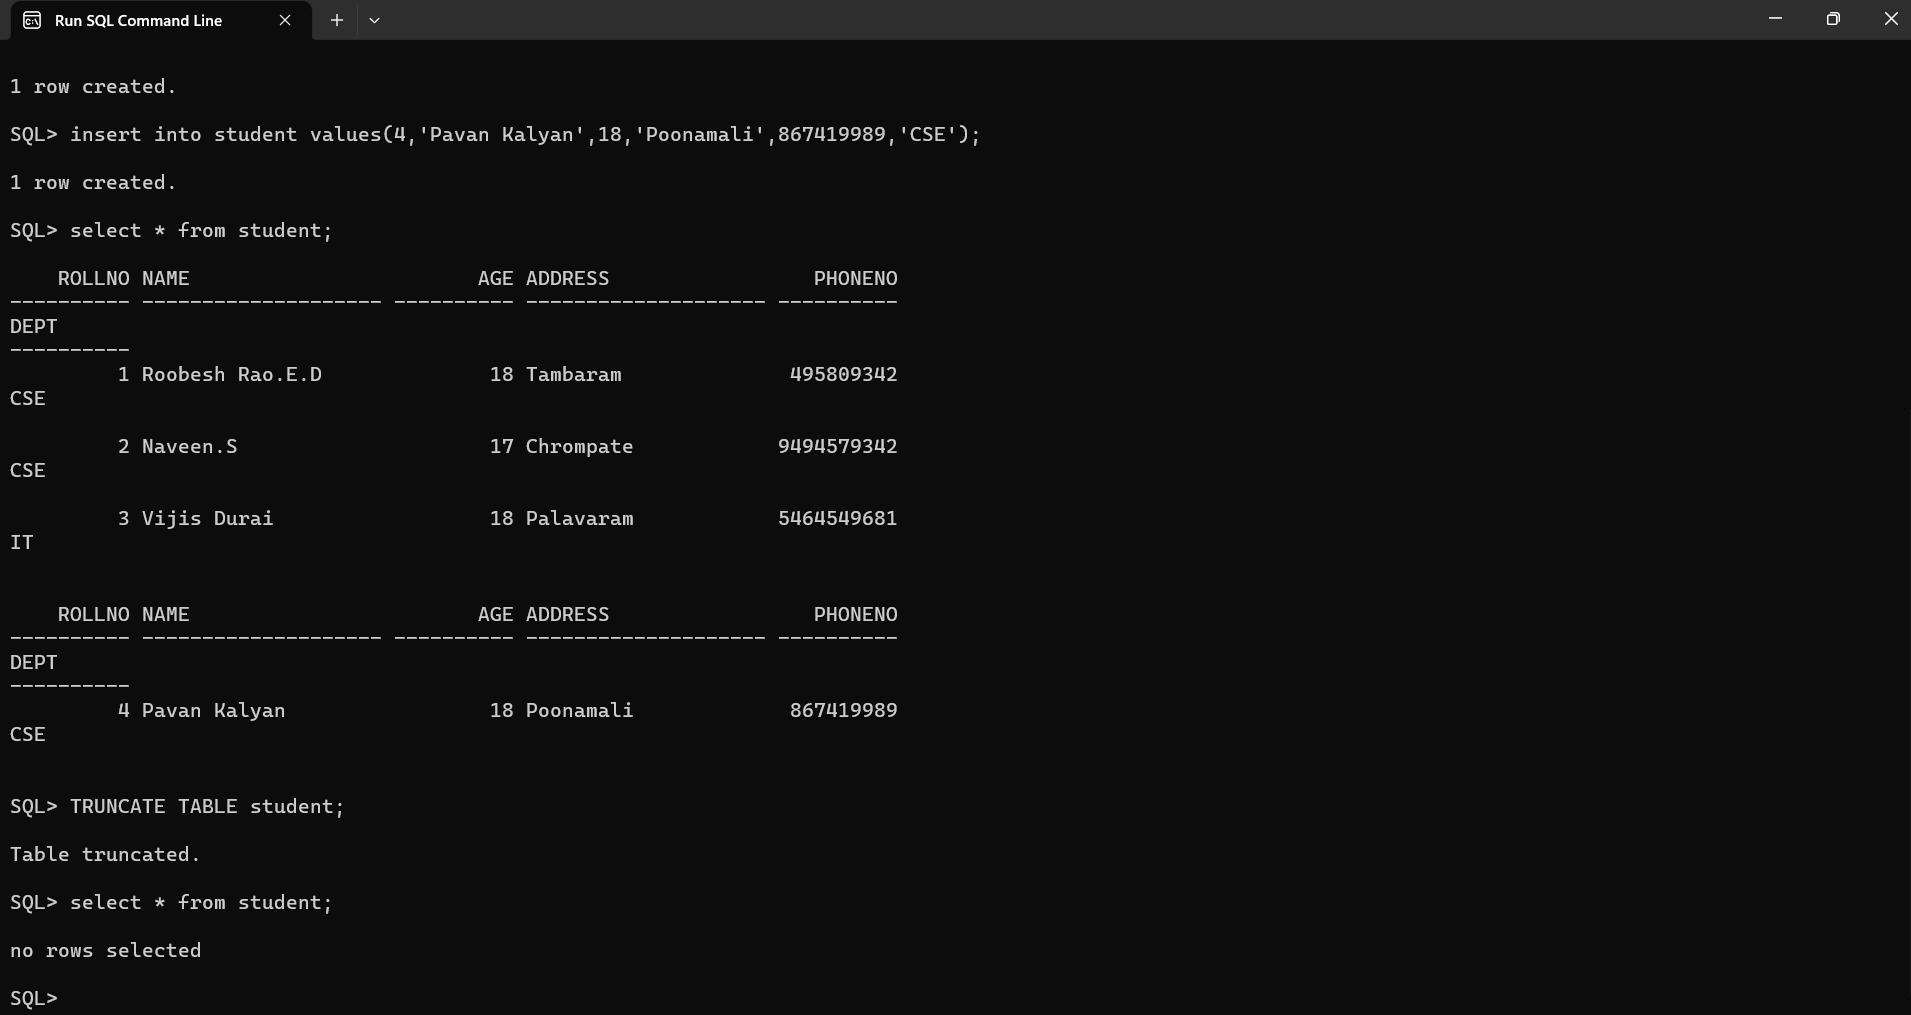 Run SQL Command Line
1 row created.
SQL> insert into student values(4,'Pavan Kalyan',18,'Poonamali',867419989,'CSE');
1 row created.
SQL> select * from student;
    ROLLNO NAME                        AGE ADDRESS                 PHONENO
---------- -------------------- ---------- -------------------- ----------
DEPT
----------
         1 Roobesh Rao.E.D              18 Tambaram              495809342
CSE
         2 Naveen.S                     17 Chrompate            9494579342
CSE
         3 Vijis Durai                  18 Palavaram            5464549681
IT
    ROLLNO NAME                        AGE ADDRESS                 PHONENO
---------- -------------------- ---------- -------------------- ----------
DEPT
----------
         4 Pavan Kalyan                 18 Poonamali             867419989
CSE
SQL> TRUNCATE TABLE student;
Table truncated.
SQL> select * from student;
no rows selected
SQL>